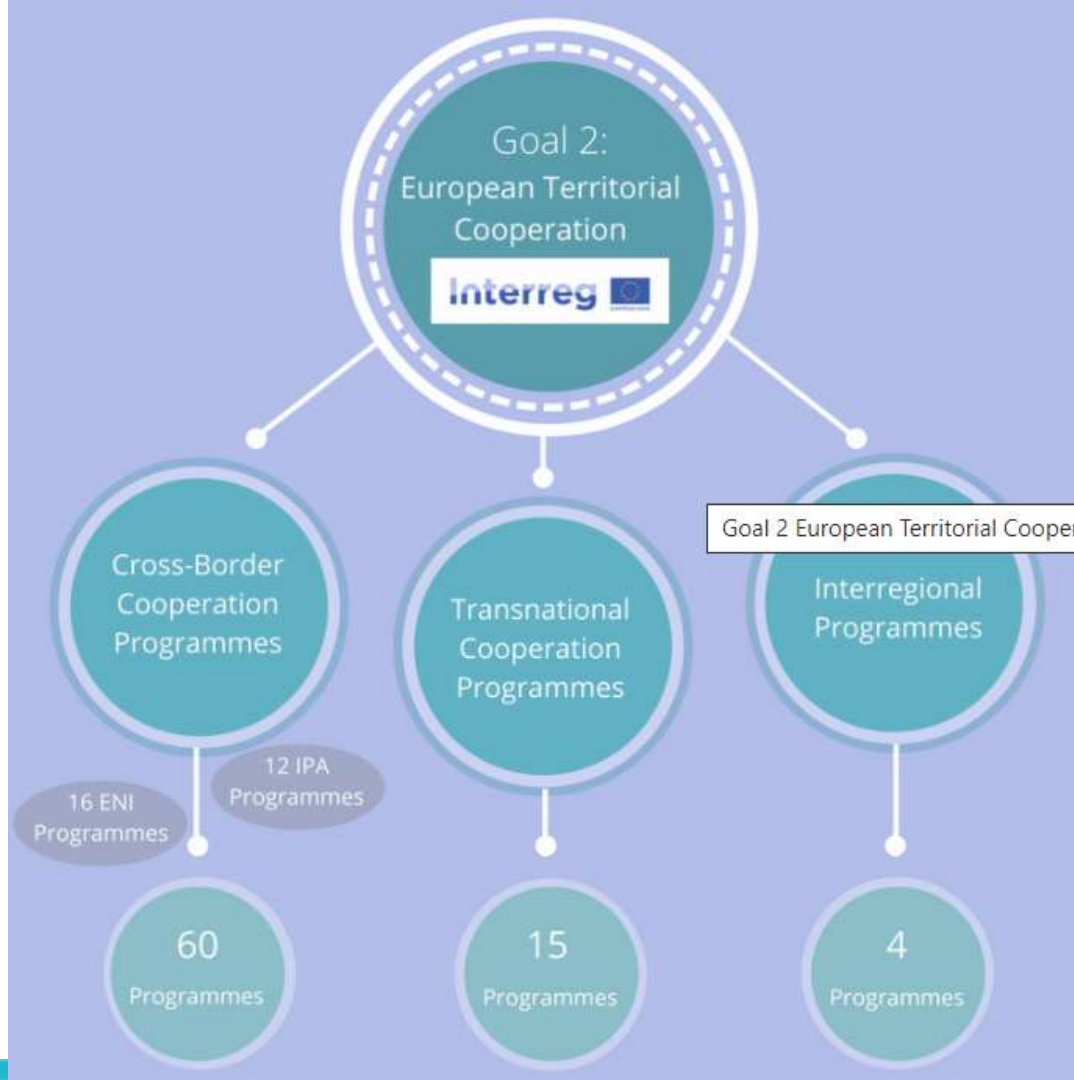 Goal 2:
European Territorial
Cooperation
Interreg
Cross-Border
Cooperation
Programmes
Transnational
Cooperation
Programmes
Goal 2 European Territorial Cooper
Interregional
Programmes
16 ENI
Programmes
12 IPA
Programmes
60
Programmes
15
Programmes
4
Programmes